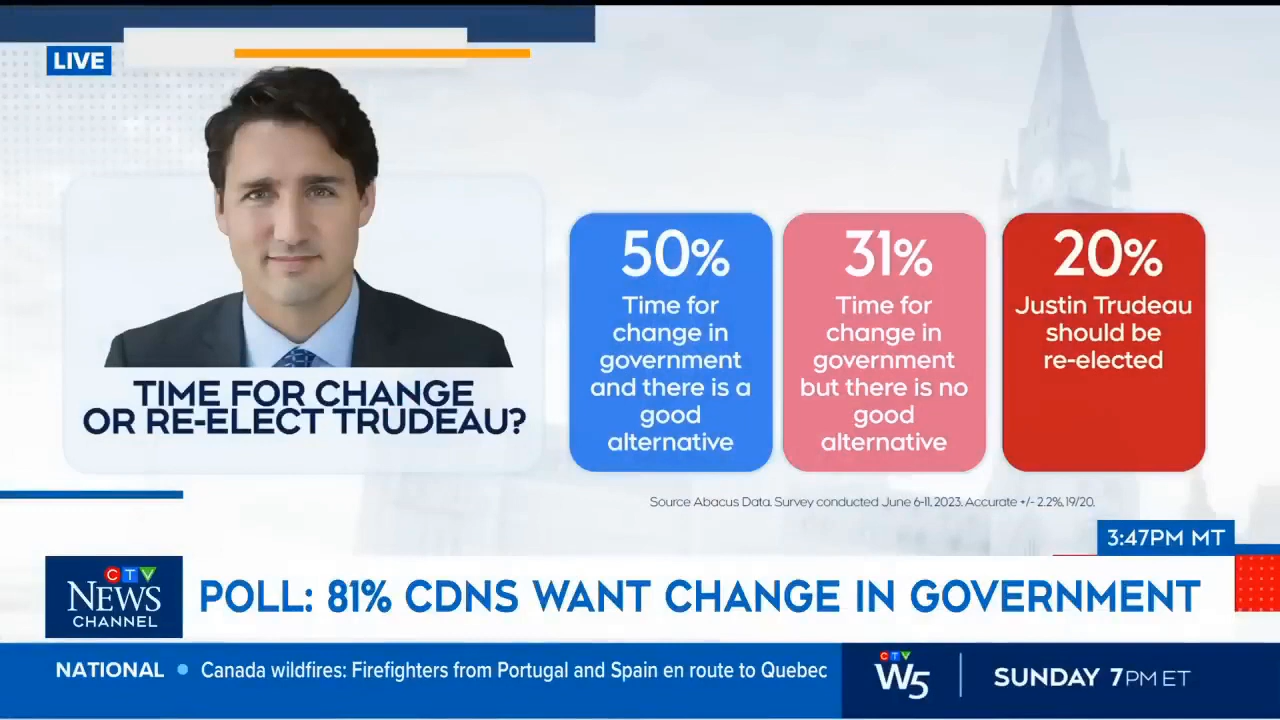 LIVE
TIME FOR CHANGE
OR RE-ELECT TRUDEAU?
50%
Time for
change in
government
and there is a
good
alternative
31%
Time for
change in
government
but there is no
good
alternative
20%
Justin Trudeau
should be
re-elected
Source Abacus Data. Survey conducted June 6-11, 2023. Accurate +/- 2.2%, 19/20.
3:47PM MT
CTV
NEWS
CHANNEL
POLL: 81% CDNS WANT CHANGE IN GOVERNMENT
NATIONAL • Canada wildfires: Firefighters from Portugal and Spain en route to Quebec
CTV
W5
SUNDAY 7PM ET